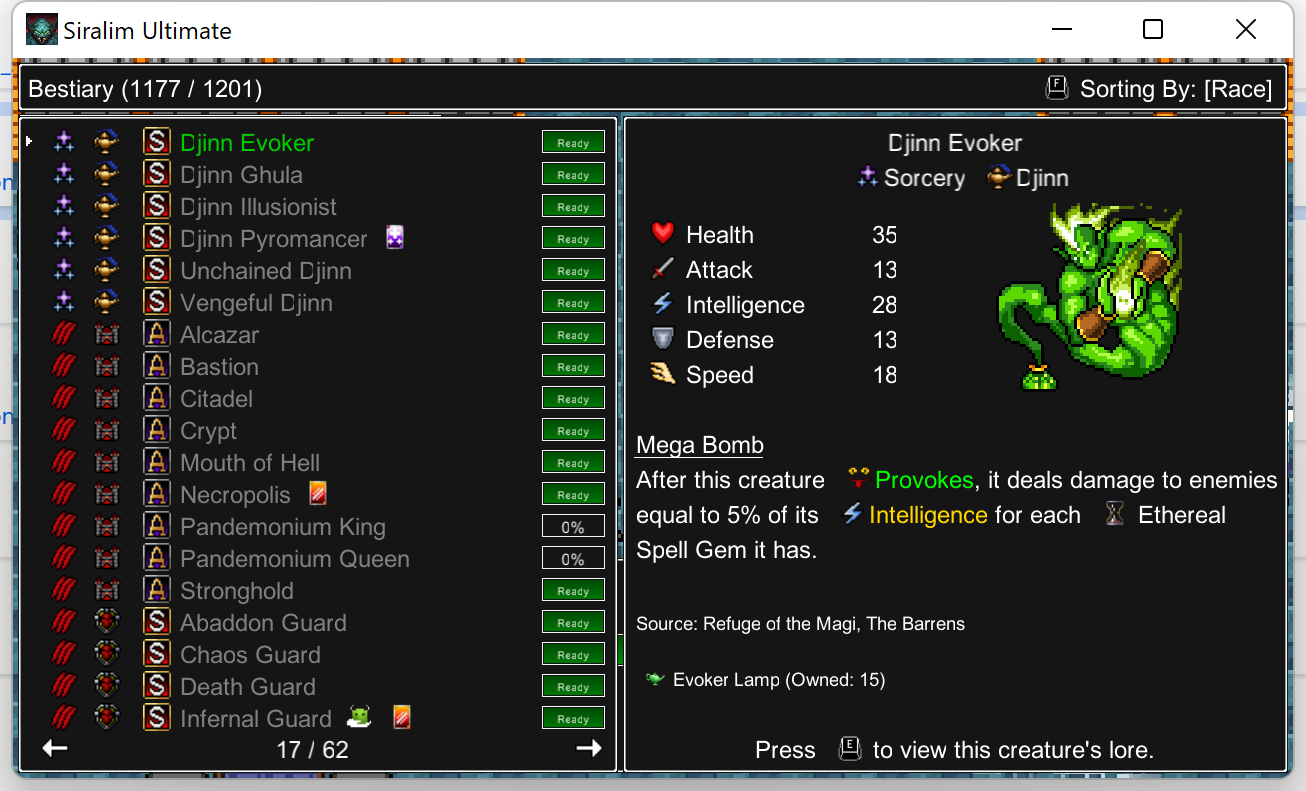 Siralim Ultimate
Bestiary (1177 / 1201)
F Sorting By: [Race]
S Djinn Evoker Ready
S Djinn Ghula Ready
S Djinn Illusionist Ready
S Djinn Pyromancer Ready
S Unchained Djinn Ready
S Vengeful Djinn Ready
A Alcazar Ready
A Bastion Ready
A Citadel Ready
A Crypt Ready
A Mouth of Hell Ready
A Necropolis Ready
A Pandemonium King 0%
A Pandemonium Queen 0%
A Stronghold Ready
S Abaddon Guard Ready
S Chaos Guard Ready
S Death Guard Ready
S Infernal Guard Ready
17 / 62
Djinn Evoker
Sorcery Djinn
Health 35
Attack 13
Intelligence 28
Defense 13
Speed 18
Mega Bomb
After this creature Provokes, it deals damage to enemies
equal to 5% of its Intelligence for each Ethereal
Spell Gem it has.
Source: Refuge of the Magi, The Barrens
Evoker Lamp (Owned: 15)
Press E to view this creature's lore.